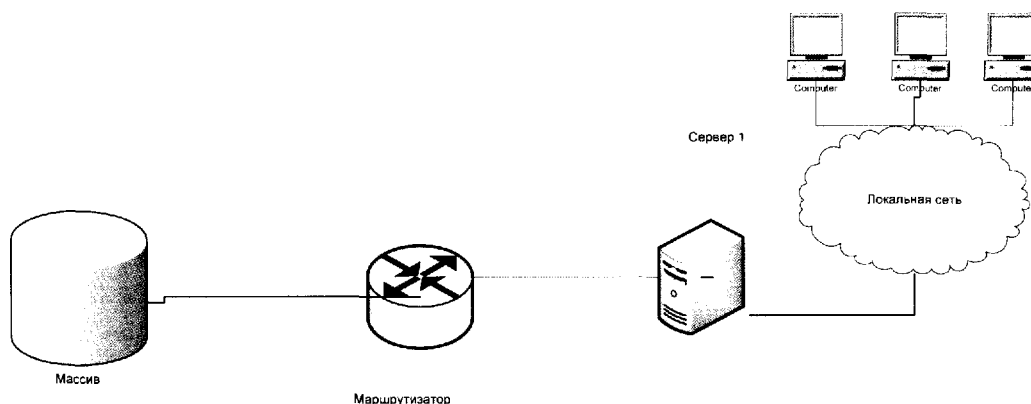 Computer
Computer
Computer
Сервер 1
Локальная сеть
Массив
Маршрутизатор